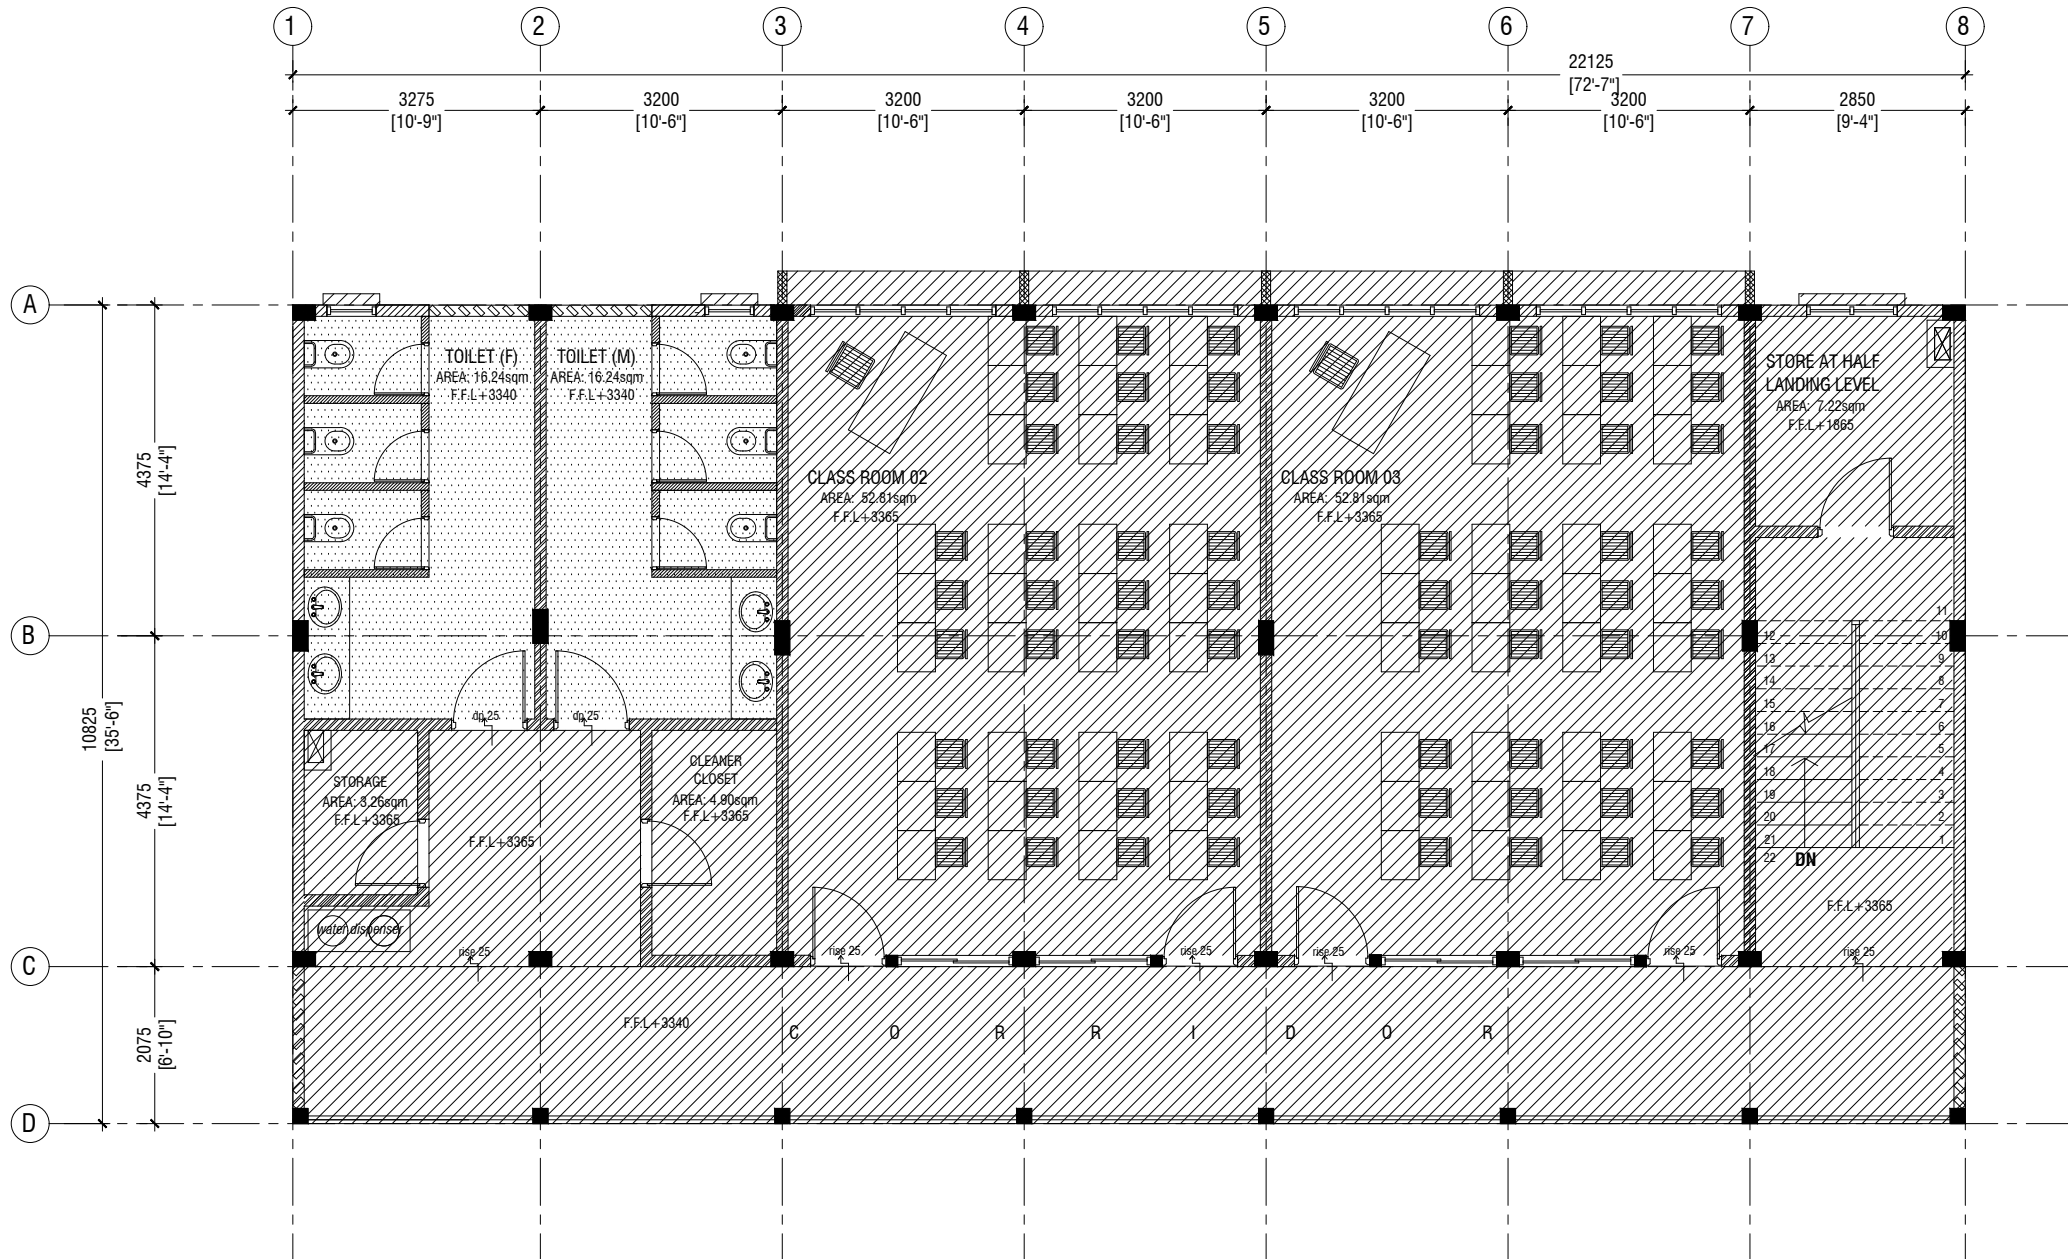 1
2
3
4
5
6
7
8
22125
[72'-7"]
3275
[10'-9"]
3200
[10'-6"]
3200
[10'-6"]
3200
[10'-6"]
3200
[10'-6"]
3200
[10'-6"]
2850
[9'-4"]
A
B
C
D
10825
[35'-6"]
4375
[14'-4"]
4375
[14'-4"]
2075
[6'-10"]
TOILET (F)
AREA: 16.24sqm
F.F.L+3340
TOILET (M)
AREA: 16.24sqm
F.F.L+3340
CLASS ROOM 02
AREA: 52.81sqm
F.F.L+3365
CLASS ROOM 03
AREA: 52.81sqm
F.F.L+3365
STORE AT HALF
LANDING LEVEL
AREA: 7.22sqm
F.F.L+1865
dp 25
dp 25
STORAGE
AREA: 3.26sqm
F.F.L+3365
F.F.L+3365
CLEANER
CLOSET
AREA: 4.90sqm
F.F.L+3365
water dispenser
11
12
10
13
9
14
8
15
7
16
6
17
5
18
4
19
3
20
2
21
1
22
DN
F.F.L+3365
rise 25
rise 25
rise 25
rise 25
rise 25
rise 25
F.F.L+3340
C O R R I D O R